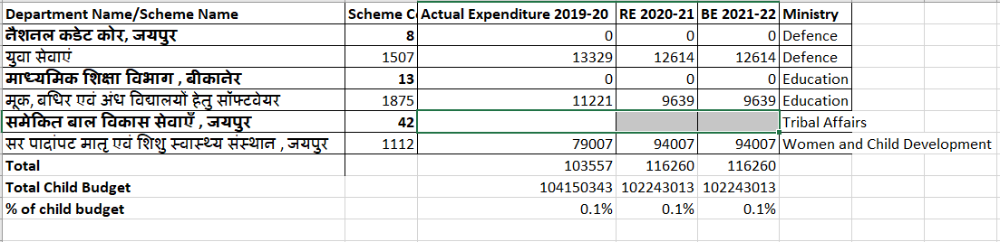 Department Name/Scheme Name Scheme C Actual Expenditure 2019-20 RE 2020-21 BE 2021-22 Ministry
नैशनल कडेट कोर, जयपुर 8 0 0 0 Defence
युवा सेवाएं 1507 13329 12614 12614 Defence
माध्यमिक शिक्षा विभाग , बीकानेर 13 0 0 0 Education
मूक, बधिर एवं अंध विद्यालयों हेतु सॉफ्टवेयर 1875 11221 9639 9639 Education
समेकित बाल विकास सेवाएँ , जयपुर 42 Tribal Affairs
सर पादांपट मातृ एवं शिशु स्वास्थ्य संस्थान , जयपुर 1112 79007 94007 94007 Women and Child Development
Total 103557 116260 116260
Total Child Budget 104150343 102243013 102243013
% of child budget 0.1% 0.1% 0.1%